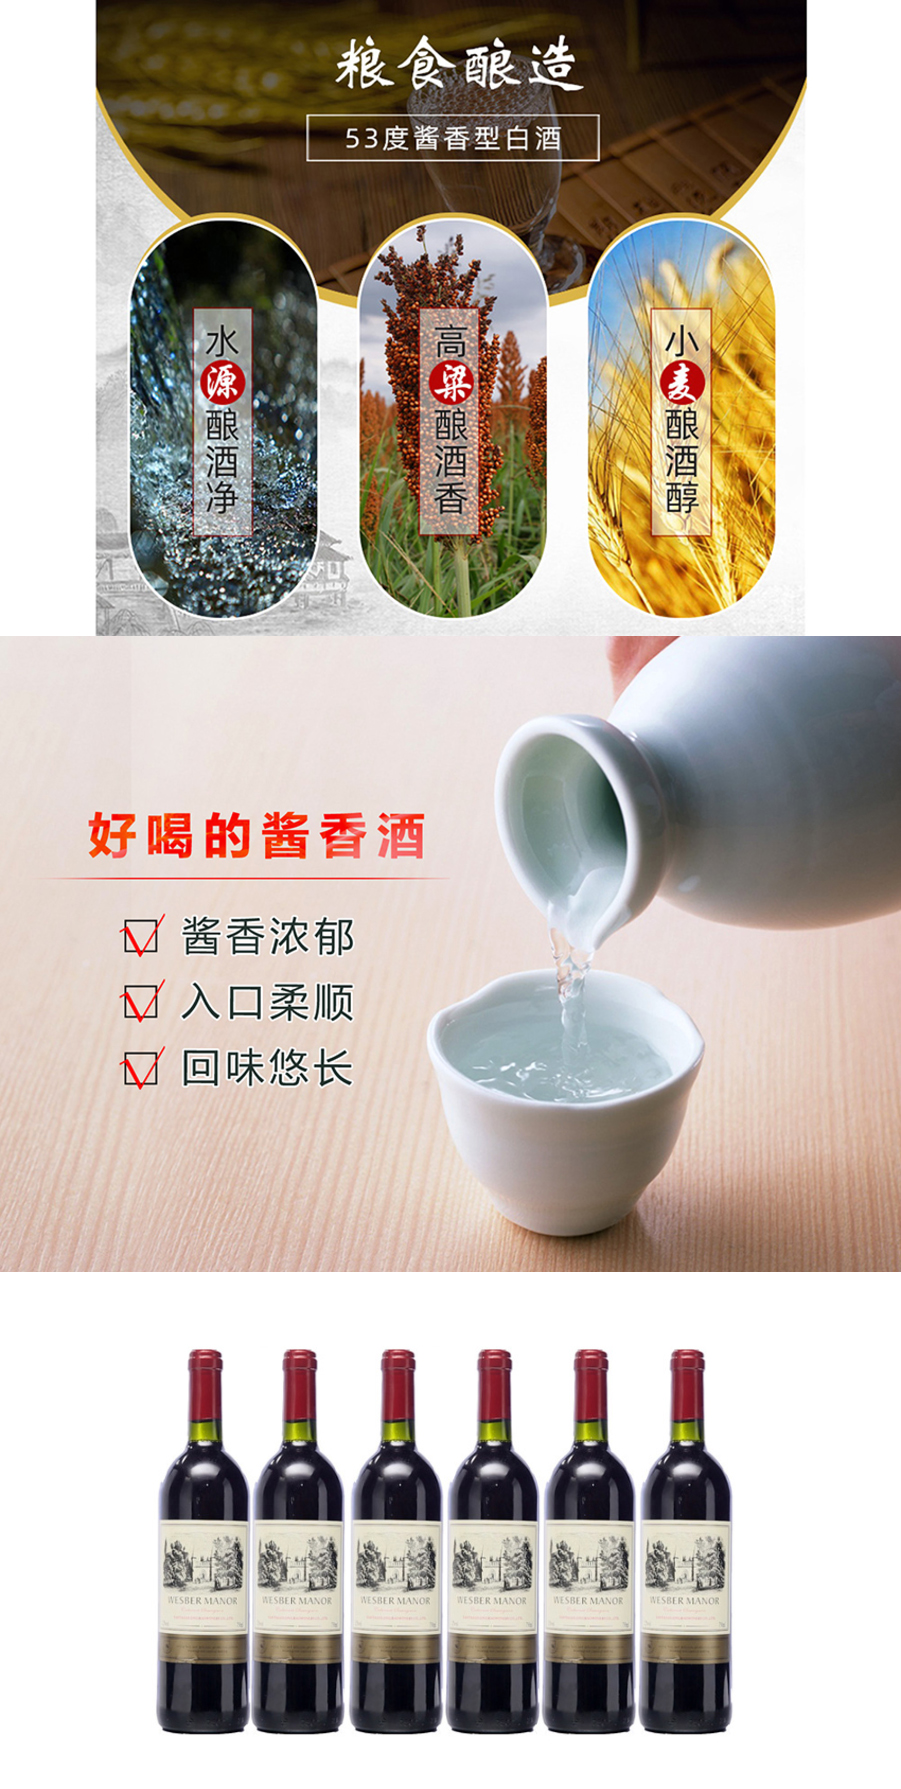 粮食酿造
53度酱香型白酒
水源酿酒净
高梁酿酒香
小麦酿酒醇
好喝的酱香酒
酱香浓郁
入口柔顺
回味悠长
WESBER MANOR
WESBER MANOR
WESBER MANOR
WESBER MANOR
WESBER MANOR
WESBER MANOR